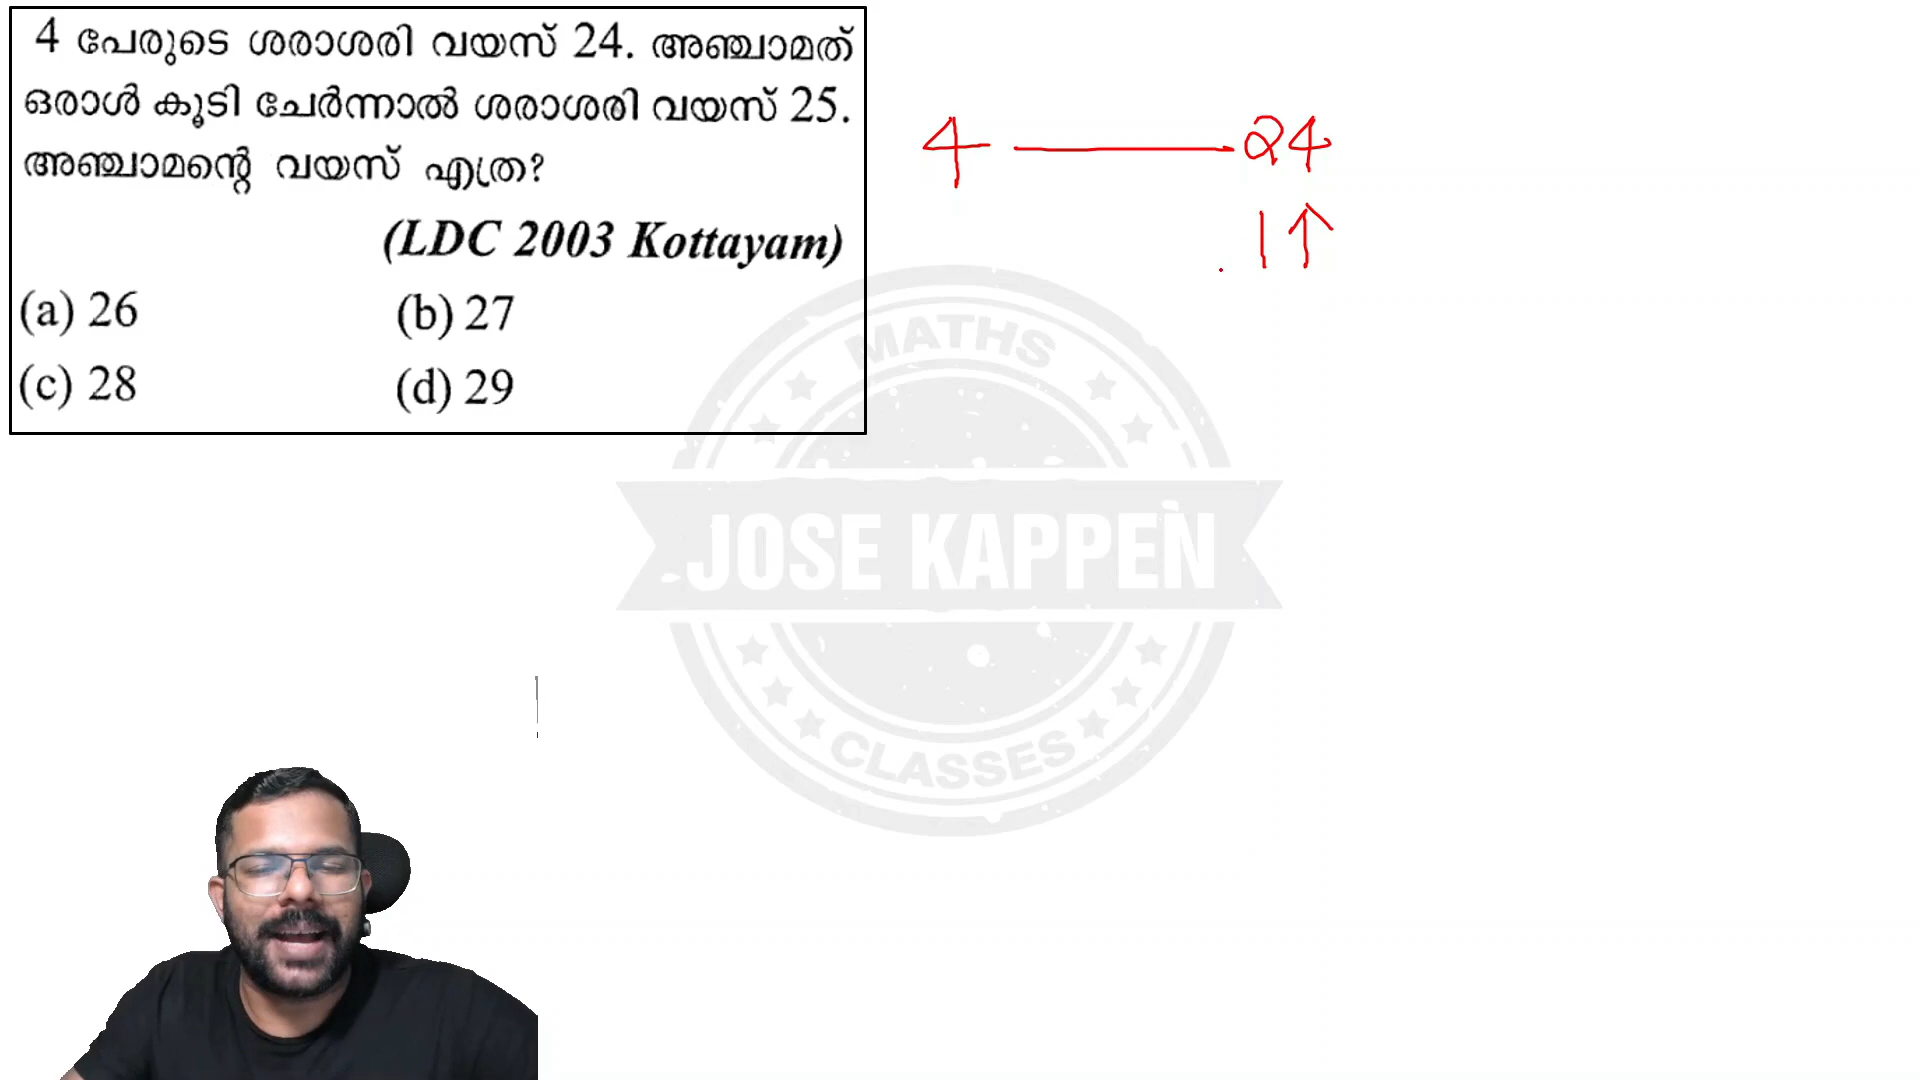 4 പേരുടെ ശരാശരി വയസ് 24. അഞ്ചാമത്
ഒരാൾ കൂടി ചേർന്നാൽ ശരാശരി വയസ് 25.
അഞ്ചാമന്റെ വയസ് എത്ര?
(LDC 2003 Kottayam)
(a) 26 (b) 27
(c) 28 (d) 29
4 — 24
1↑
MATHS
JOSE KAPPEN
CLASSES